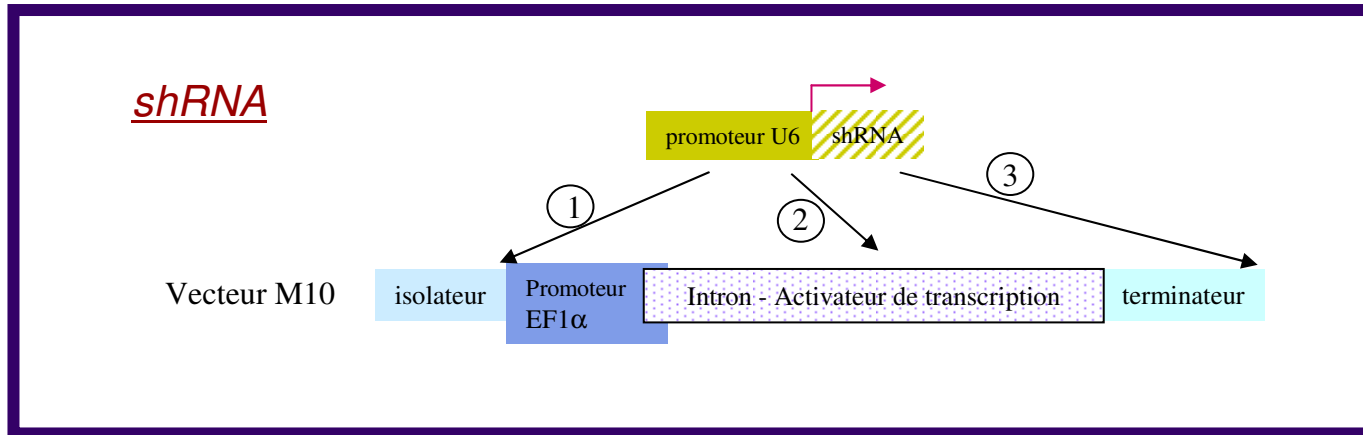 shRNA
promoteur U6 shRNA
1
2
3
Vecteur M10
isolateur
Promoteur
EF1α
Intron - Activateur de transcription
terminateur